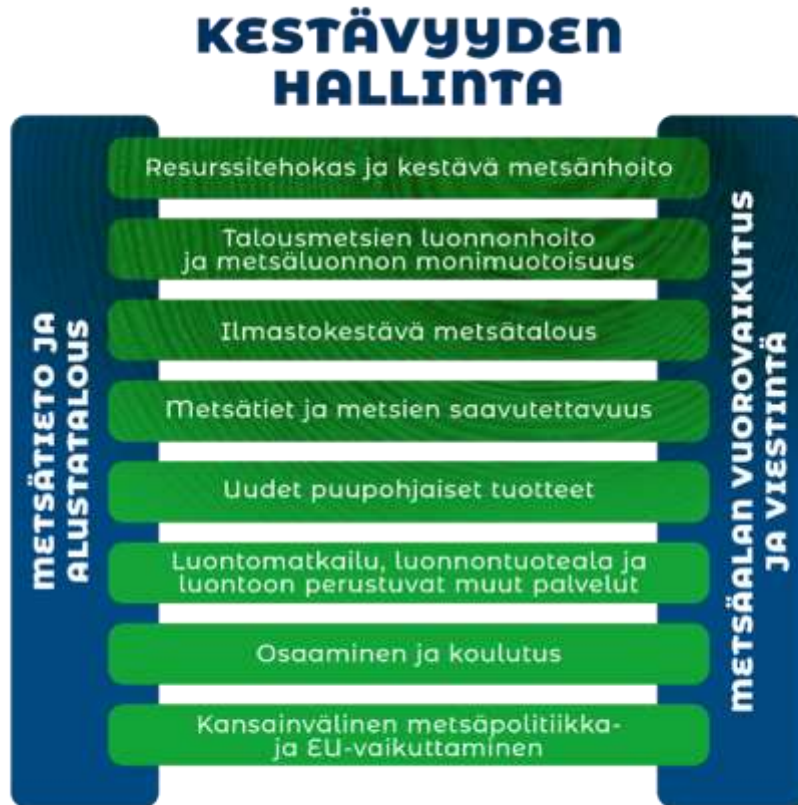 KESTÄVYYDEN
HALLINTA
METSÄTIETO JA
ALUSTATALOUS
Resurssitehokas ja kestävä metsänhoito
Talousmetsien luonnonhoito
ja metsäluonnon monimuotoisuus
Ilmastokestävä metsätalous
Metsätiet ja metsien saavutettavuus
Uudet puupohjaiset tuotteet
Luontomatkailu, luonnontuoteala ja
luontoon perustuvat muut palvelut
Osaaminen ja koulutus
Kansainvälinen metsäpolitiikka-
ja EU-vaikuttaminen
METSÄALAN VUOROVAIKUTUS
JA VIESTINTÄ